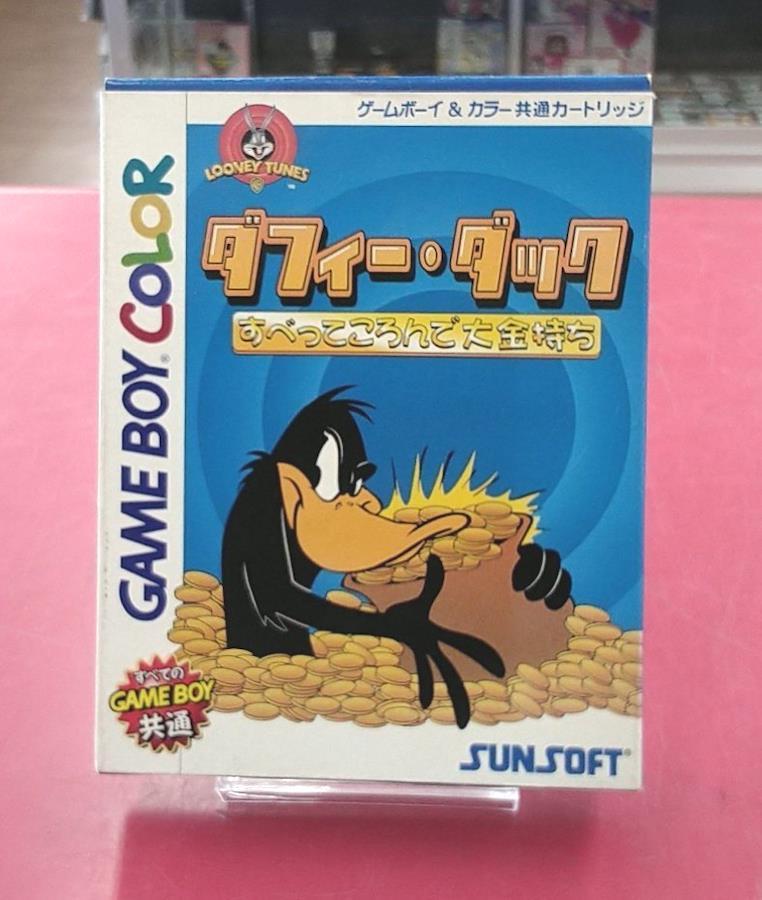 ゲームボーイ & カラー共通カートリッジ
LOONEY TUNES
TM
ダフィー・ダック
すべってころんで大金持ち
GAME BOY COLOR
すべての
GAME BOY
共通
SUNSOFT